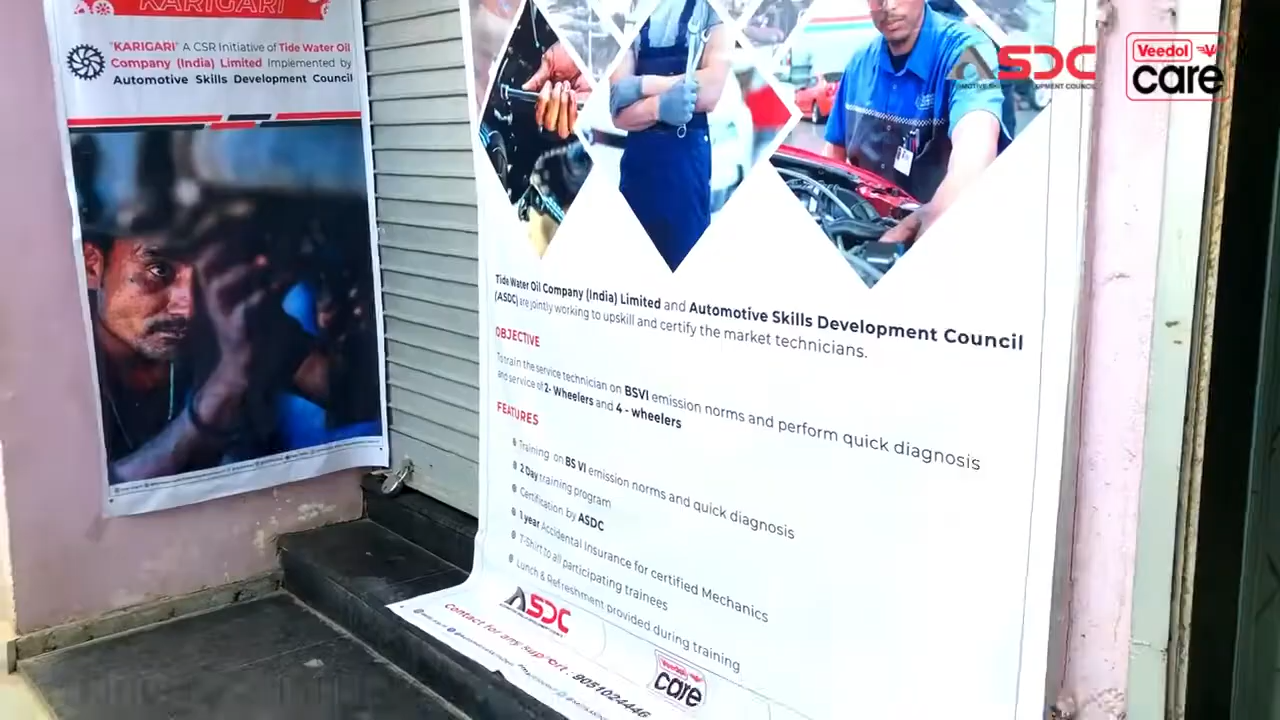 KARIGARI
"KARIGARI" A CSR Initiative of Tide Water Oil
Company (India) Limited Implemented by
Automotive Skills Development Council
ASDC
Veedol
care
Tide Water Oil Company (India) Limited and Automotive Skills Development Council
(ASDC) are jointly working to upskill and certify the market technicians.
OBJECTIVE
To train the service technician on BSVI emission norms and perform quick diagnosis
and service of 2- Wheelers and 4 - wheelers
FEATURES
Training on BS VI emission norms and quick diagnosis
2 Day training program
Certification by ASDC
1 year Accidental Insurance for certified Mechanics
T-Shirt to all participating trainees
Lunch & Refreshment provided during training
ASDC
Veedol
care
Contact for any support : 9051024446